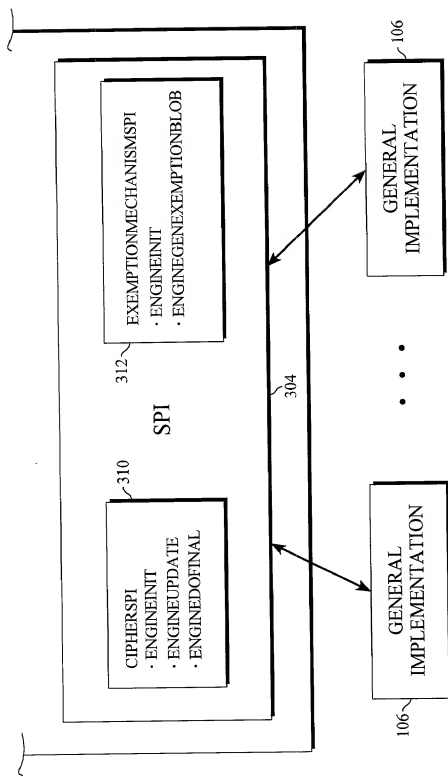 SPI
310
CIPHERSPI
· ENGINEINIT
· ENGINEUPDATE
· ENGINEDOFINAL
312
EXEMPTIONMECHANISMSPI
· ENGINEINIT
· ENGINEGENEXEMPTIONBLOB
304
106
GENERAL
IMPLEMENTATION
• • •
106
GENERAL
IMPLEMENTATION